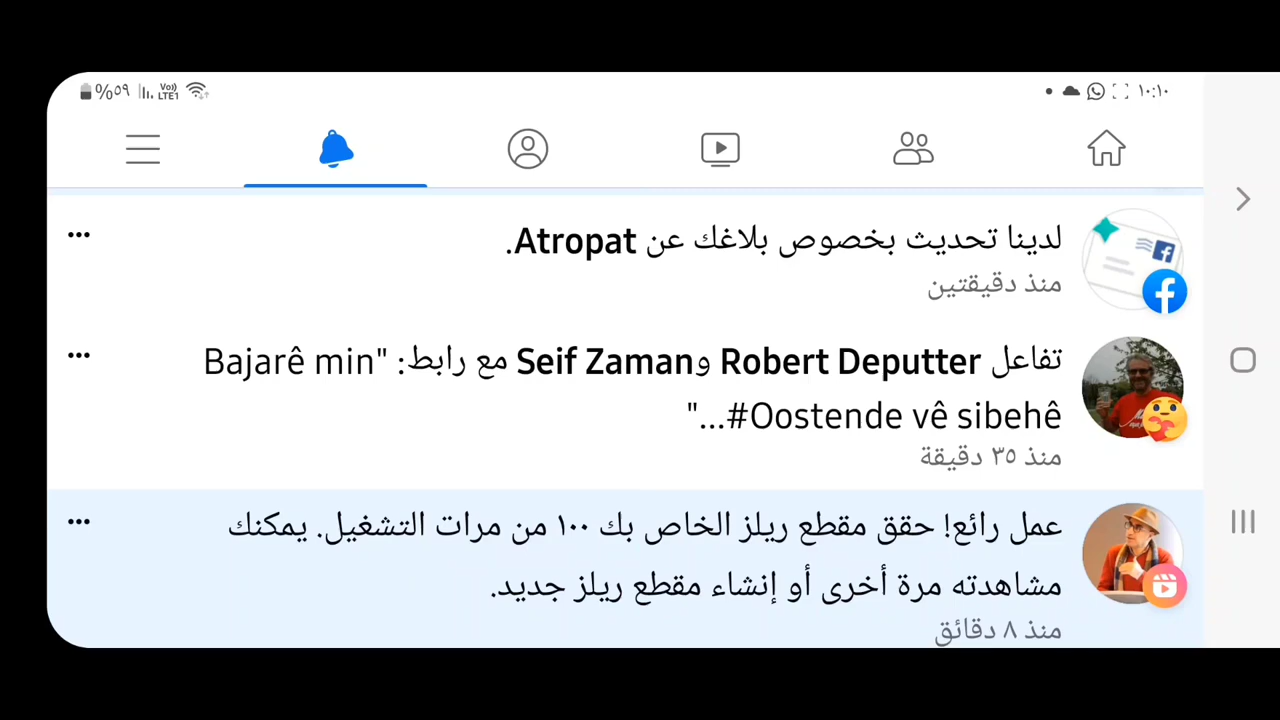 ١٠:١٠
Vo))
LTE1
%٥٩
لدينا تحديث بخصوص بلاغك عن Atropat.
منذ دقيقتين
تفاعل Robert Deputter وSeif Zaman مع رابط: "Bajarê min
#Oostende vê sibehê..."
منذ ٣٥ دقيقة
عمل رائع! حقق مقطع ريلز الخاص بك ١٠٠ من مرات التشغيل. يمكنك
مشاهدته مرة أخرى أو إنشاء مقطع ريلز جديد.
منذ ٨ دقائق